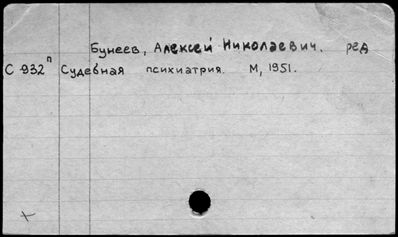 Бунеев, Алексей Николаевич. ред
С 932п Судебная психиатрия. М, 1951.